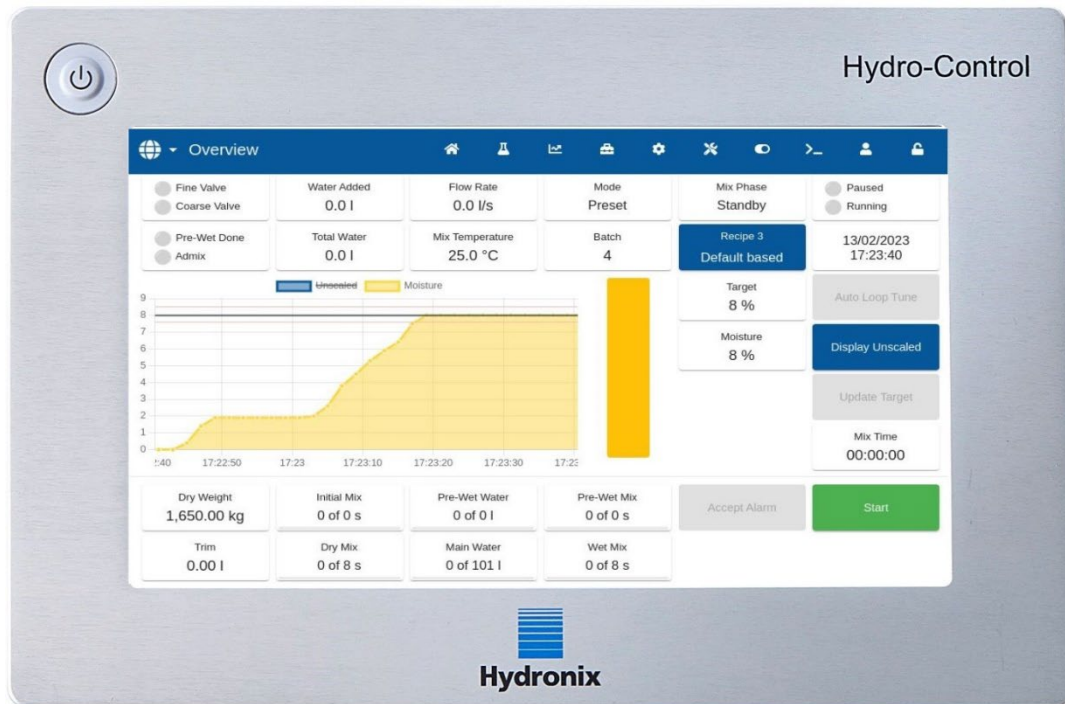 Hydro-Control
Overview
Fine Valve
Coarse Valve
Water Added
0.0 l
Flow Rate
0.0 l/s
Mode
Preset
Mix Phase
Standby
Paused
Running
Pre-Wet Done
Admix
Total Water
0.0 l
Mix Temperature
25.0 °C
Batch
4
Recipe 3
Default based
13/02/2023
17:23:40
Unscaled Moisture
9
8
7
6
5
4
3
2
1
0
:40 17:22:50 17:23 17:23:10 17:23:20 17:23:30 17:23
Target
8 %
Auto Loop Tune
Moisture
8 %
Display Unscaled
Update Target
Mix Time
00:00:00
Dry Weight
1,650.00 kg
Initial Mix
0 of 0 s
Pre-Wet Water
0 of 0 l
Pre-Wet Mix
0 of 0 s
Accept Alarm
Start
Trim
0.00 l
Dry Mix
0 of 8 s
Main Water
0 of 101 l
Wet Mix
0 of 8 s
Hydronix